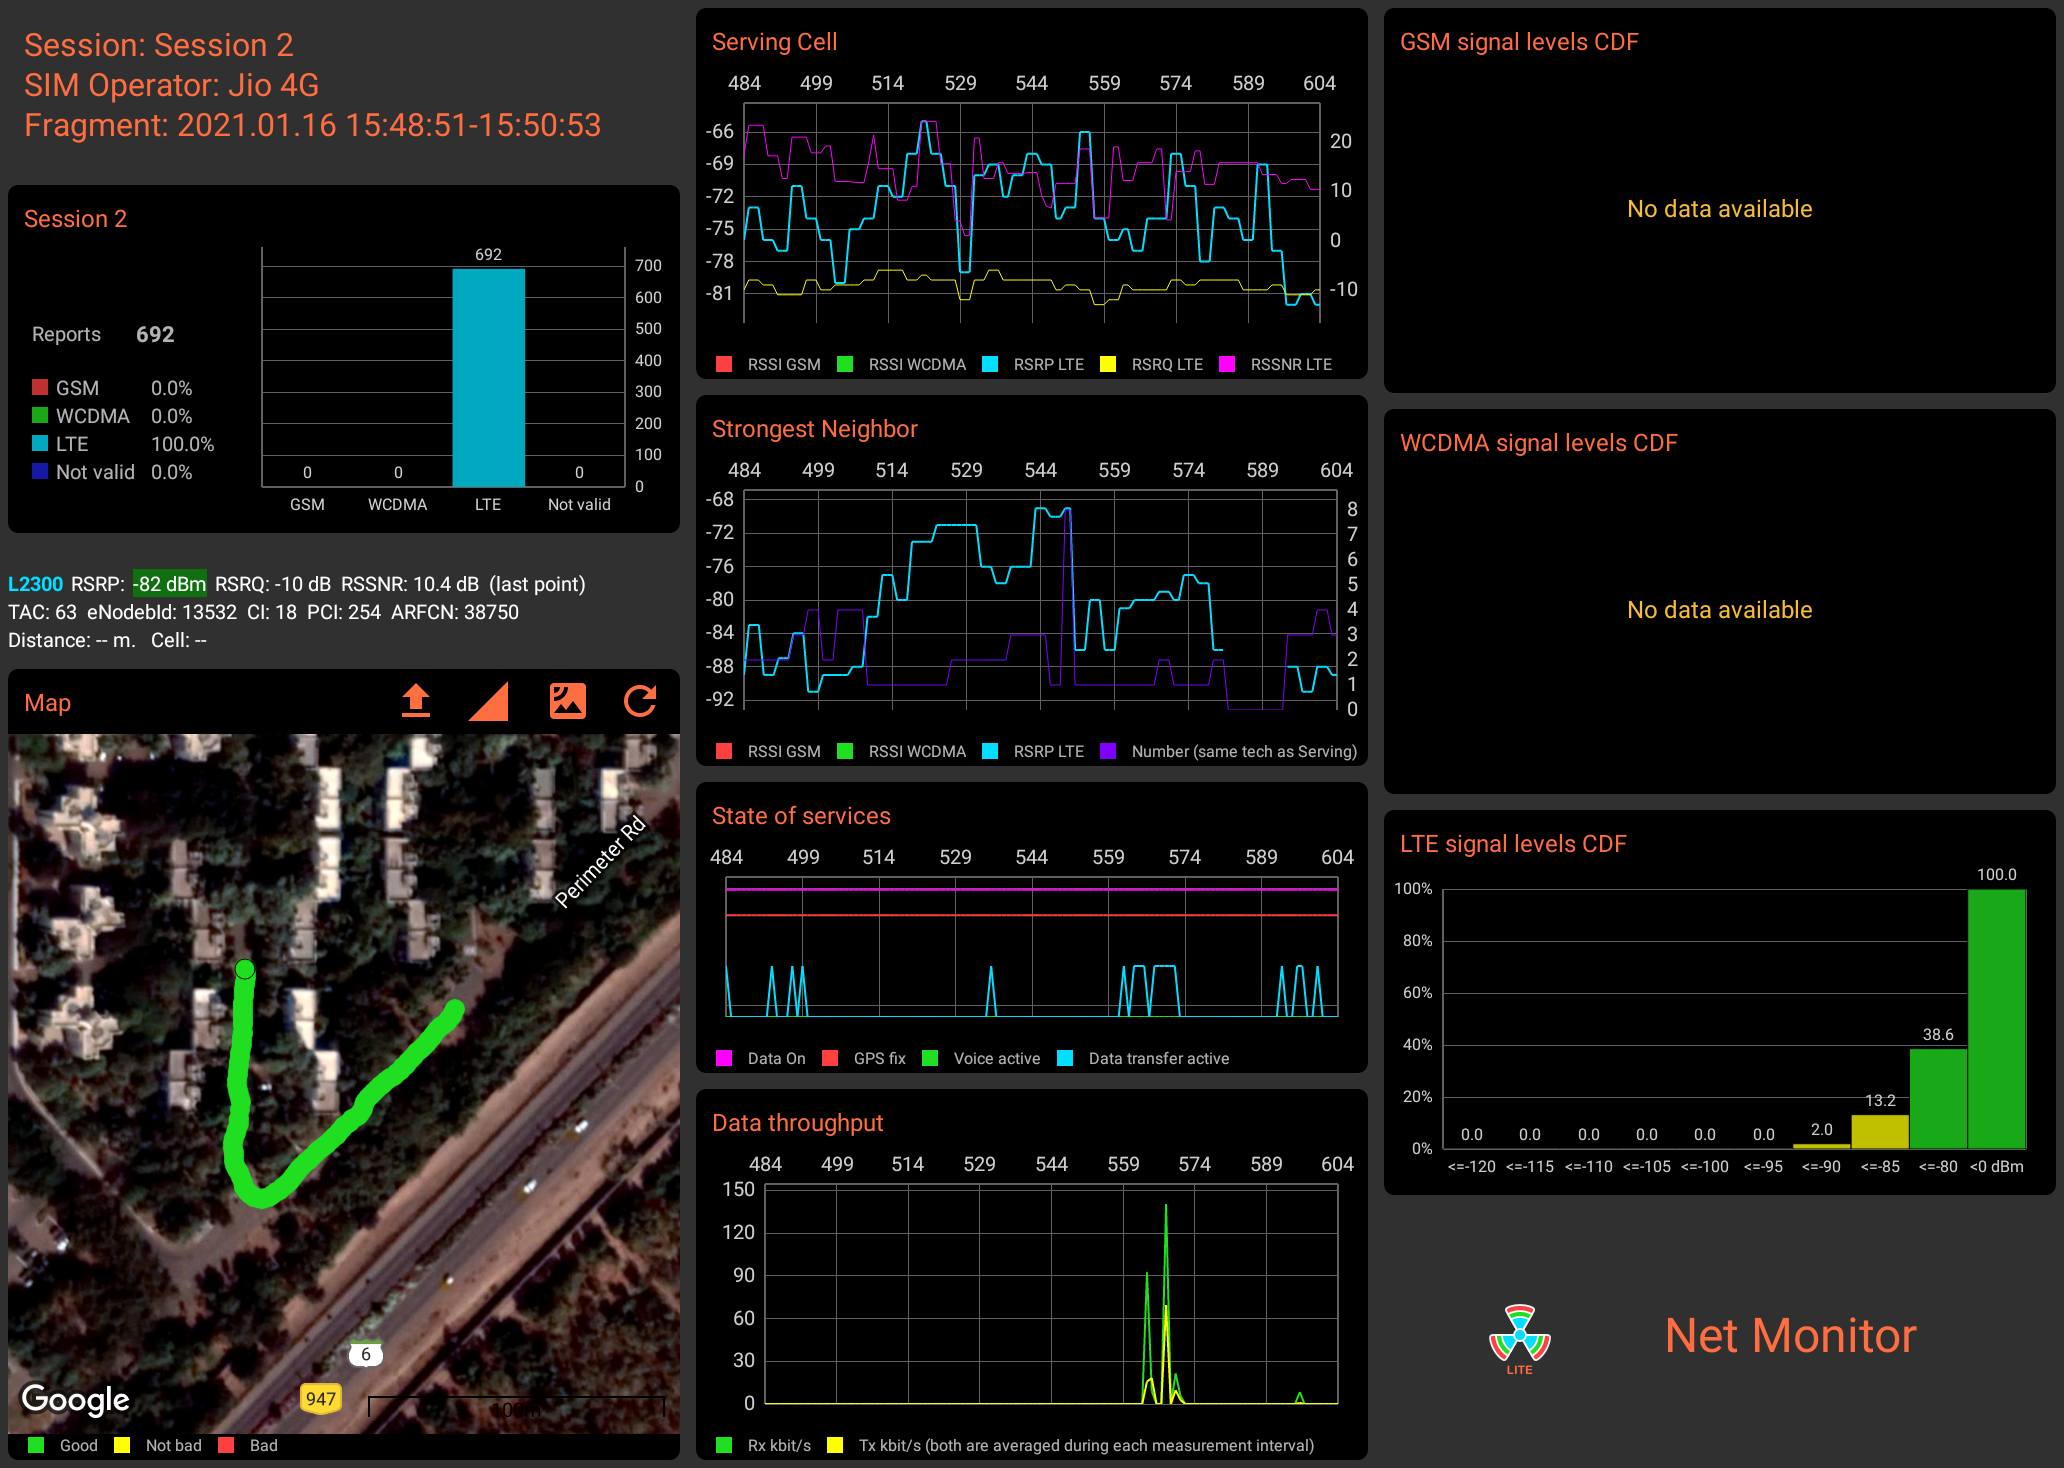 Session: Session 2
SIM Operator: Jio 4G
Fragment: 2021.01.16 15:48:51-15:50:53
Session 2
692
700
600
500
400
300
200
100
0
Reports 692
GSM 0.0%
WCDMA 0.0%
LTE 100.0%
Not valid 0.0%
0 0 0
GSM WCDMA LTE Not valid
L2300 RSRP: -82 dBm RSRQ: -10 dB RSSNR: 10.4 dB (last point)
TAC: 63 eNodebId: 13532 CI: 18 PCI: 254 ARFCN: 38750
Distance: -- m. Cell: --
Map
Perimeter Rd
6
947
Google
100m
Good Not bad Bad
Serving Cell
484 499 514 529 544 559 574 589 604
-66
-69
-72
-75
-78
-81
20
10
0
-10
RSSI GSM RSSI WCDMA RSRP LTE RSRQ LTE RSSNR LTE
Strongest Neighbor
484 499 514 529 544 559 574 589 604
-68
-72
-76
-80
-84
-88
-92
8
7
6
5
4
3
2
1
0
RSSI GSM RSSI WCDMA RSRP LTE Number (same tech as Serving)
State of services
484 499 514 529 544 559 574 589 604
Data On GPS fix Voice active Data transfer active
Data throughput
484 499 514 529 544 559 574 589 604
150
120
90
60
30
0
Rx kbit/s Tx kbit/s (both are averaged during each measurement interval)
GSM signal levels CDF
No data available
WCDMA signal levels CDF
No data available
LTE signal levels CDF
100%
80%
60%
40%
20%
0%
0.0 0.0 0.0 0.0 0.0 0.0 2.0 13.2 38.6 100.0
<=-120 <=-115 <=-110 <=-105 <=-100 <=-95 <=-90 <=-85 <=-80 <0 dBm
LITE
Net Monitor